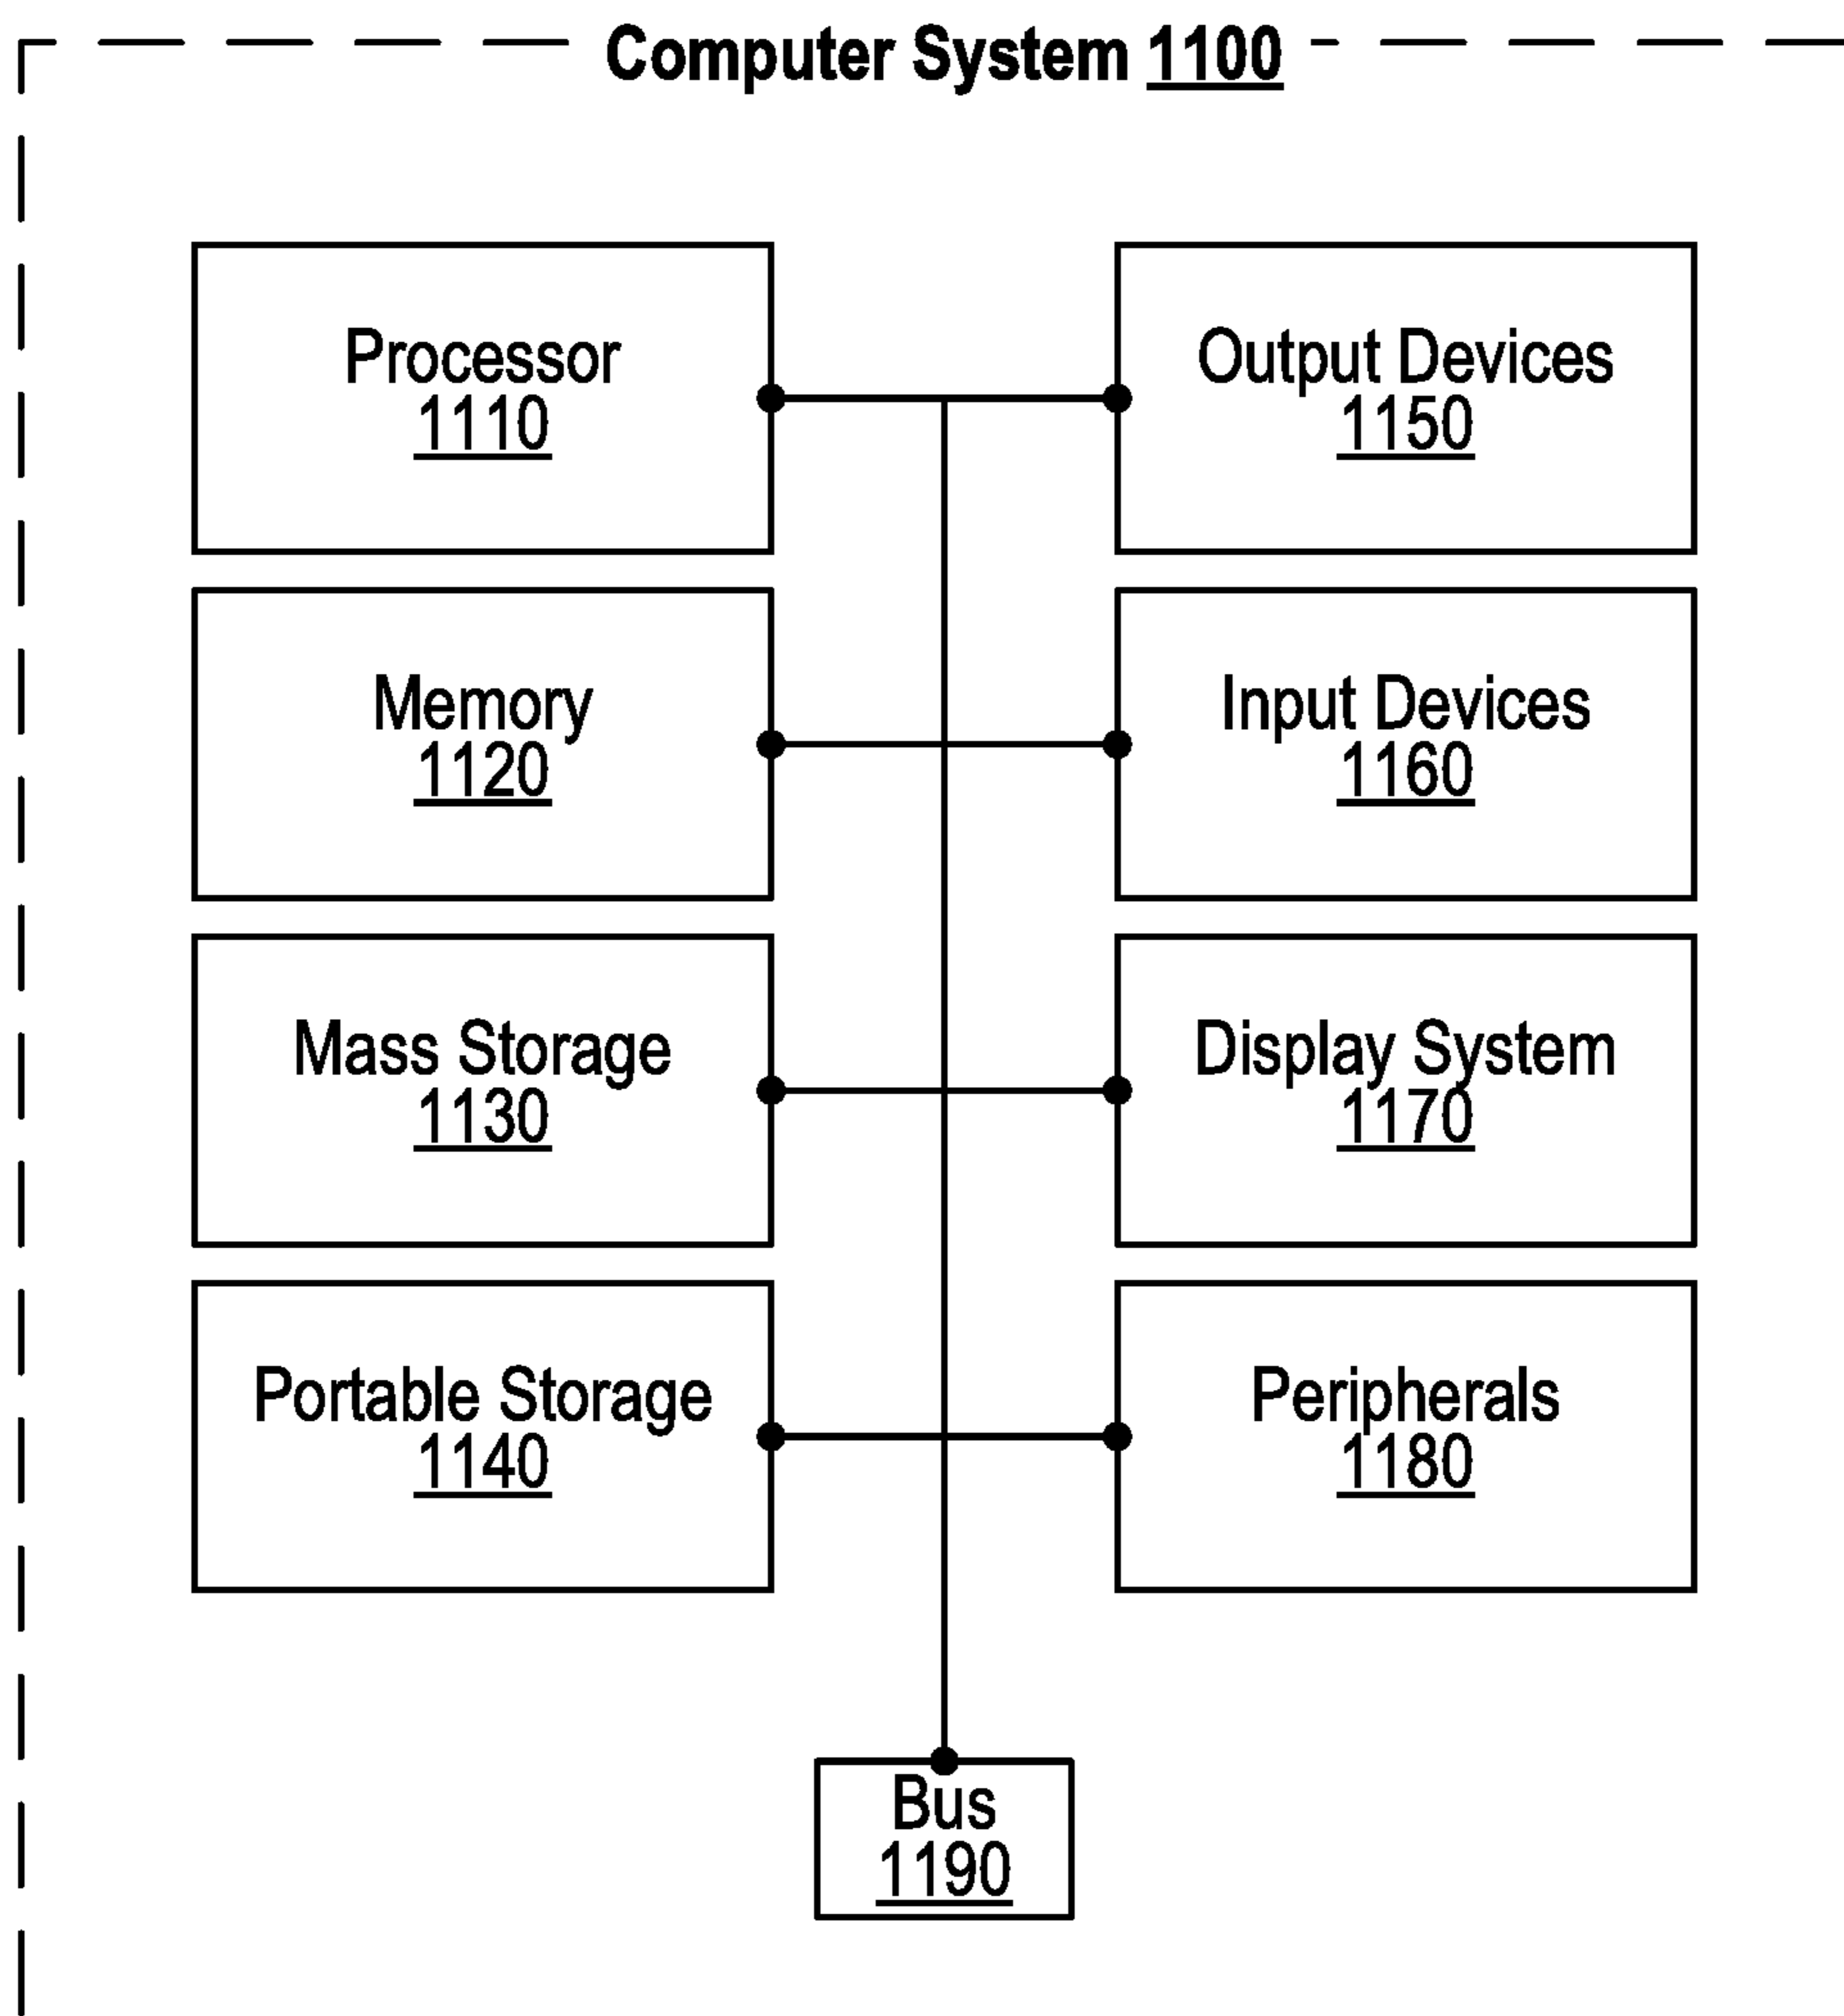 Computer System 1100
Processor
1110
Output Devices
1150
Memory
1120
Input Devices
1160
Mass Storage
1130
Display System
1170
Portable Storage
1140
Peripherals
1180
Bus
1190